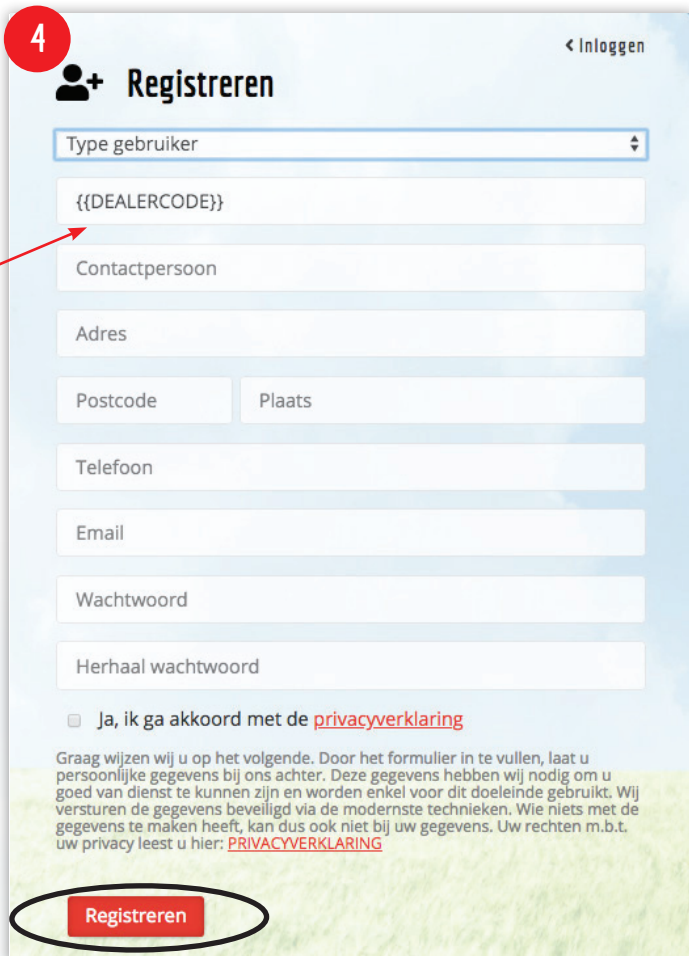 4
< Inloggen
Registreren
Type gebruiker
{{DEALERCODE}}
Contactpersoon
Adres
Postcode Plaats
Telefoon
Email
Wachtwoord
Herhaal wachtwoord
Ja, ik ga akkoord met de privacyverklaring
Graag wijzen wij u op het volgende. Door het formulier in te vullen, laat u
persoonlijke gegevens bij ons achter. Deze gegevens hebben wij nodig om u
goed van dienst te kunnen zijn en worden enkel voor dit doeleinde gebruikt. Wij
versturen de gegevens beveiligd via de modernste technieken. Wie niets met de
gegevens te maken heeft, kan dus ook niet bij uw gegevens. Uw rechten m.b.t.
uw privacy leest u hier: PRIVACYVERKLARING
Registreren